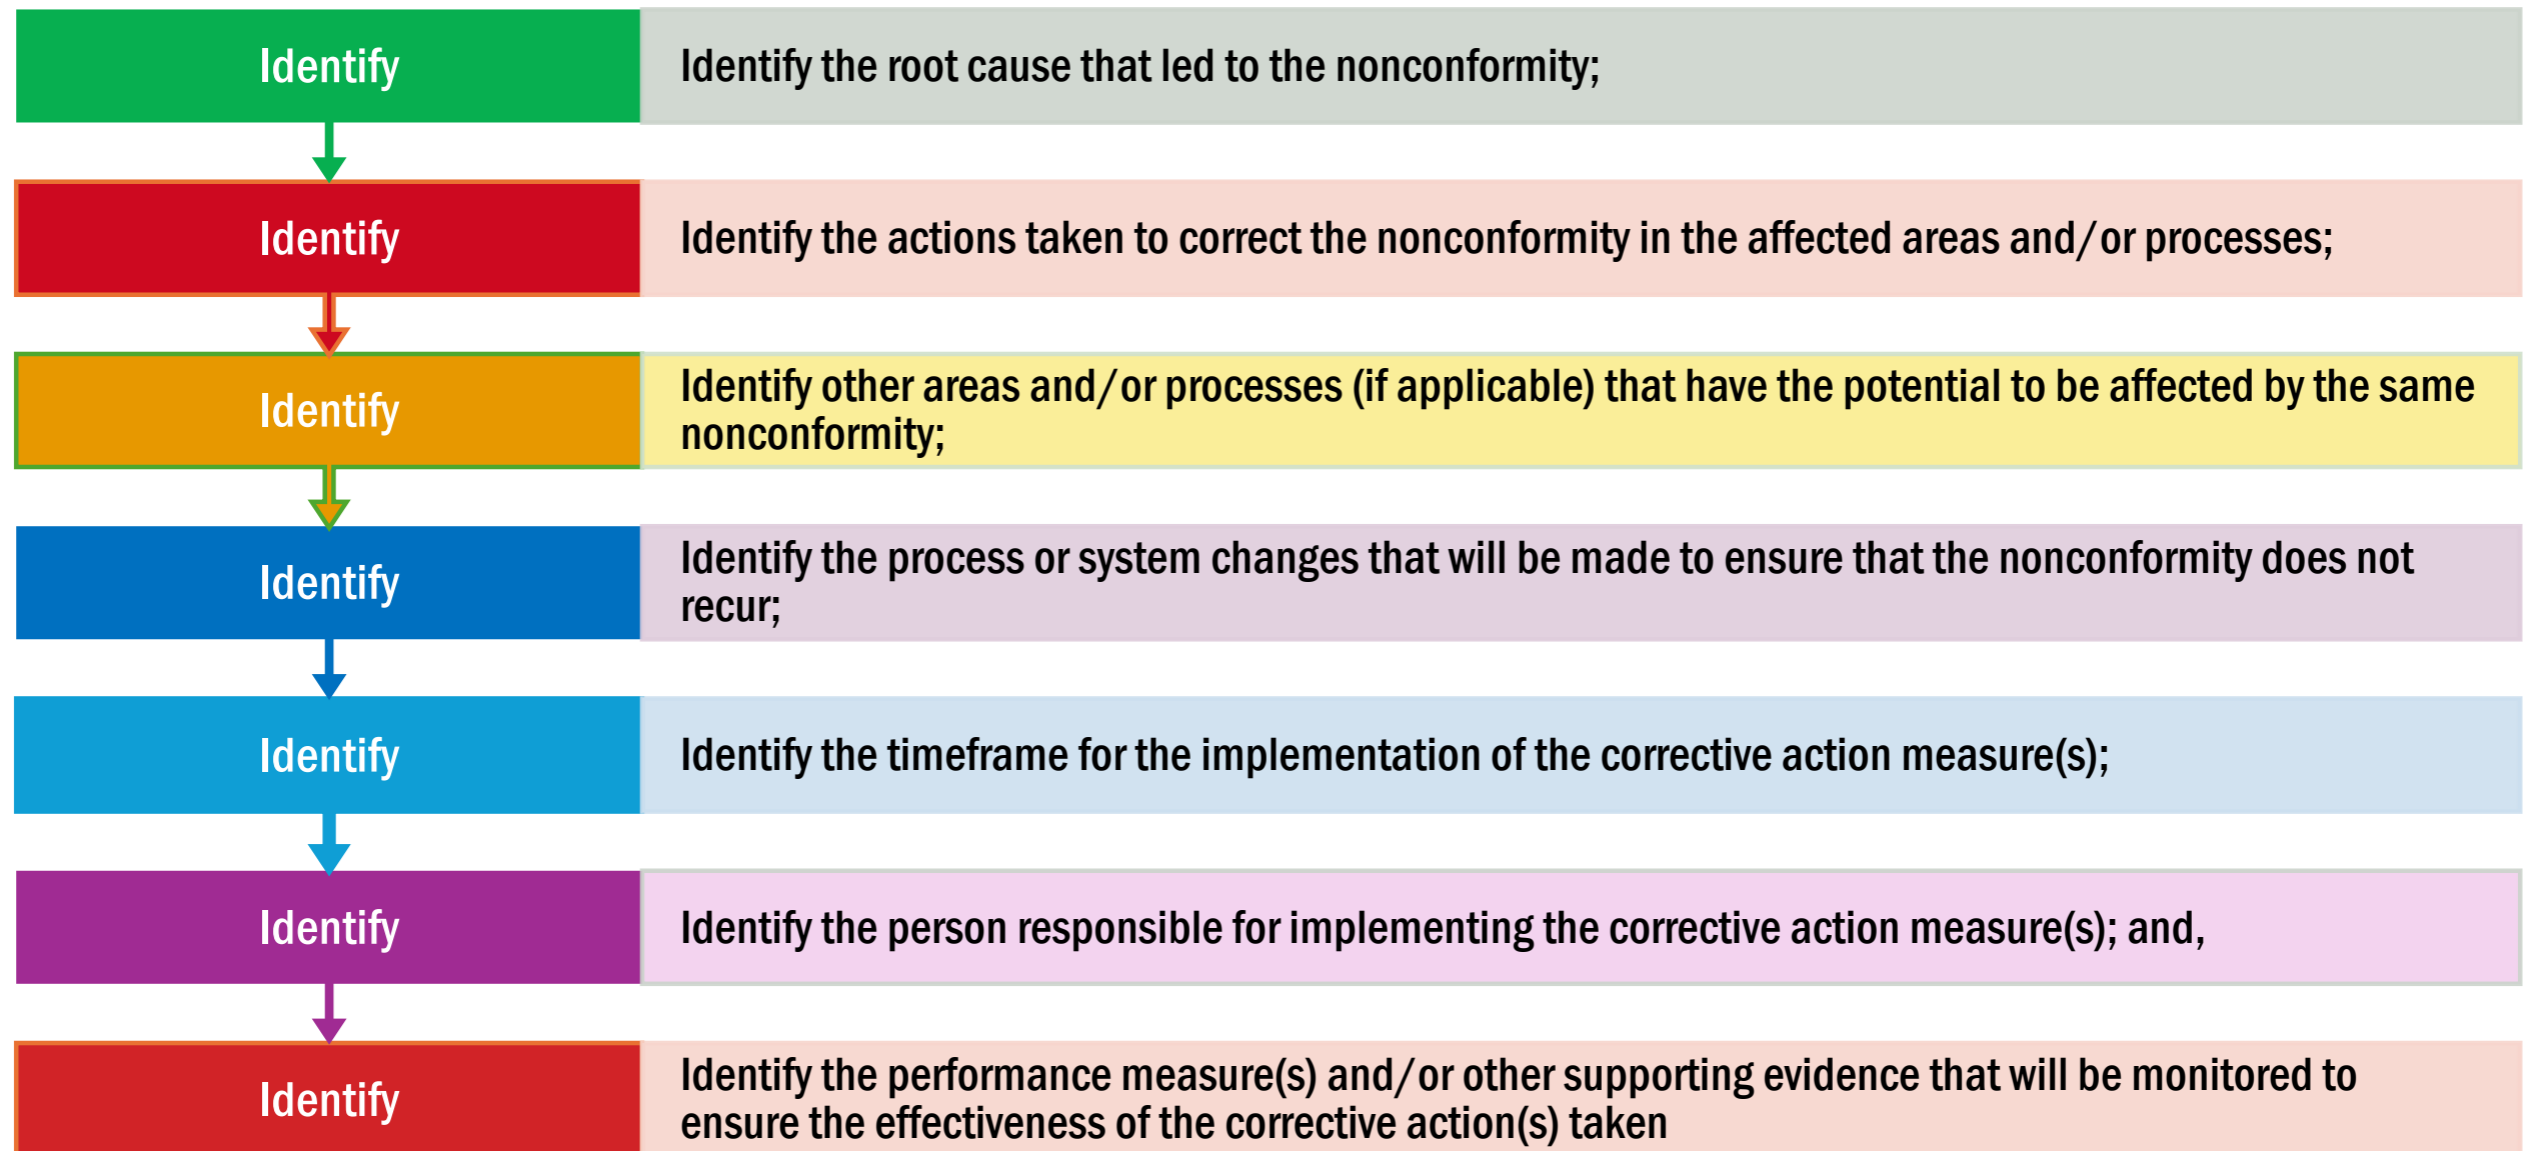 Identify
Identify the root cause that led to the nonconformity;
Identify
Identify the actions taken to correct the nonconformity in the affected areas and/or processes;
Identify
Identify other areas and/or processes (if applicable) that have the potential to be affected by the same
nonconformity;
Identify
Identify the process or system changes that will be made to ensure that the nonconformity does not
recur;
Identify
Identify the timeframe for the implementation of the corrective action measure(s);
Identify
Identify the person responsible for implementing the corrective action measure(s); and,
Identify
Identify the performance measure(s) and/or other supporting evidence that will be monitored to
ensure the effectiveness of the corrective action(s) taken